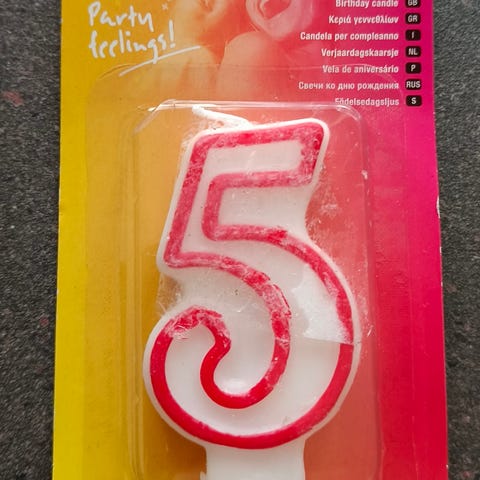 Party
feelings!
Birthday candle GB
Κεριά γενεθλίων GR
Candela per compleanno I
Verjaardagskaarsje NL
Vela de aniversário P
Свечи ко дню рождения RUS
Födelsedagsljus S
5